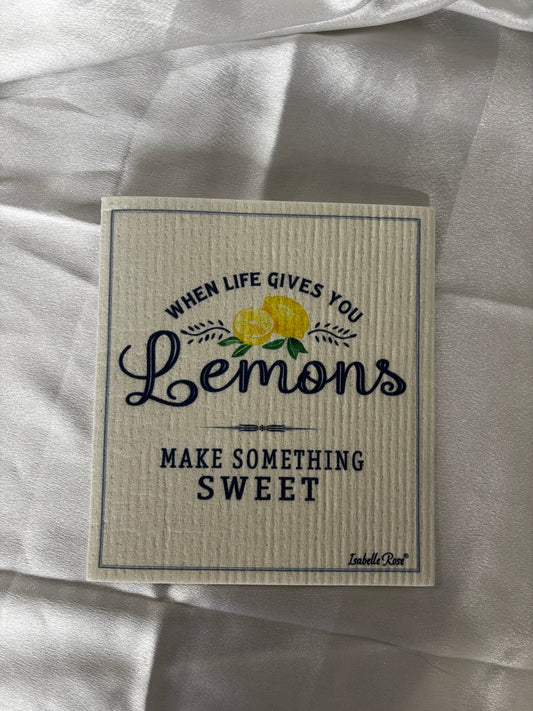 WHEN LIFE GIVES YOU
Lemons
MAKE SOMETHING
SWEET
Isabelle Rose®